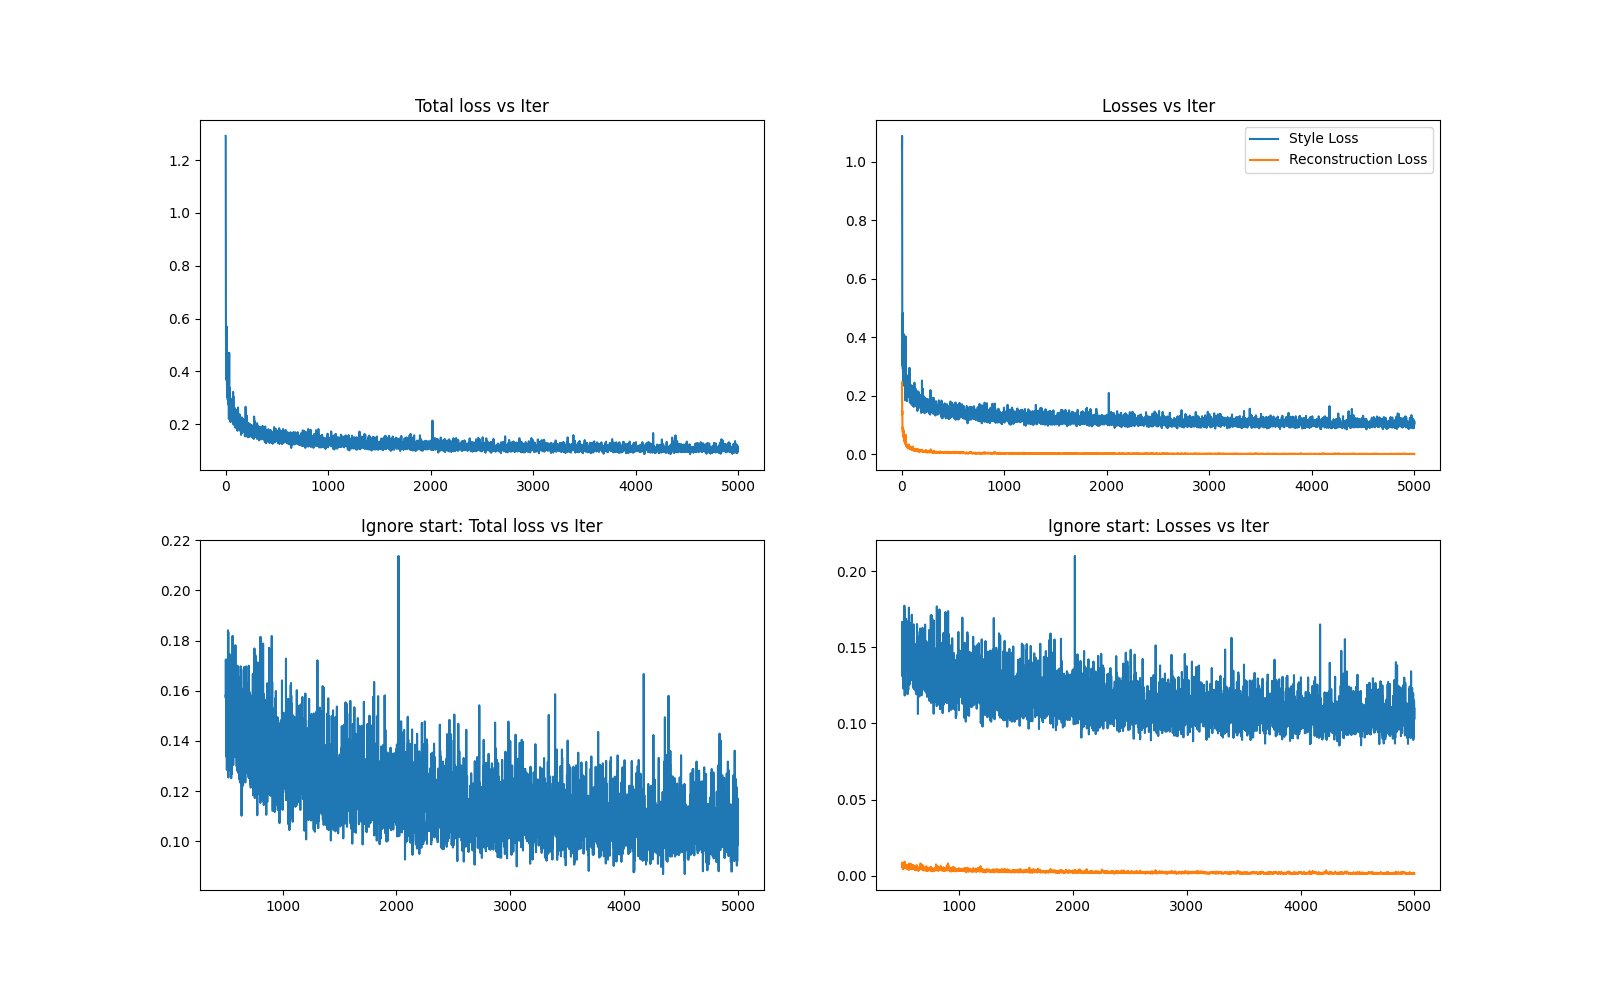 Total loss vs Iter
1.2
1.0
0.8
0.6
0.4
0.2
0 1000 2000 3000 4000 5000
Losses vs Iter
Style Loss
Reconstruction Loss
1.0
0.8
0.6
0.4
0.2
0.0
0 1000 2000 3000 4000 5000
Ignore start: Total loss vs Iter
0.22
0.20
0.18
0.16
0.14
0.12
0.10
1000 2000 3000 4000 5000
Ignore start: Losses vs Iter
0.20
0.15
0.10
0.05
0.00
1000 2000 3000 4000 5000